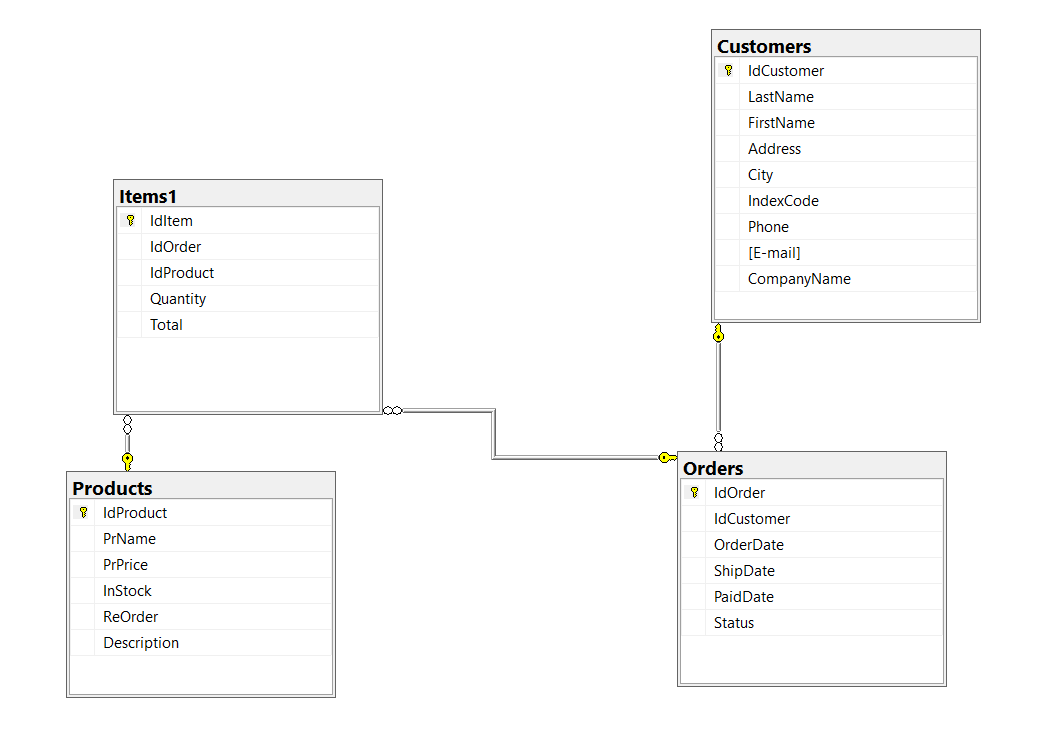 Customers
IdCustomer
LastName
FirstName
Address
City
IndexCode
Phone
[E-mail]
CompanyName
Items1
IdItem
IdOrder
IdProduct
Quantity
Total
Products
IdProduct
PrName
PrPrice
InStock
ReOrder
Description
Orders
IdOrder
IdCustomer
OrderDate
ShipDate
PaidDate
Status